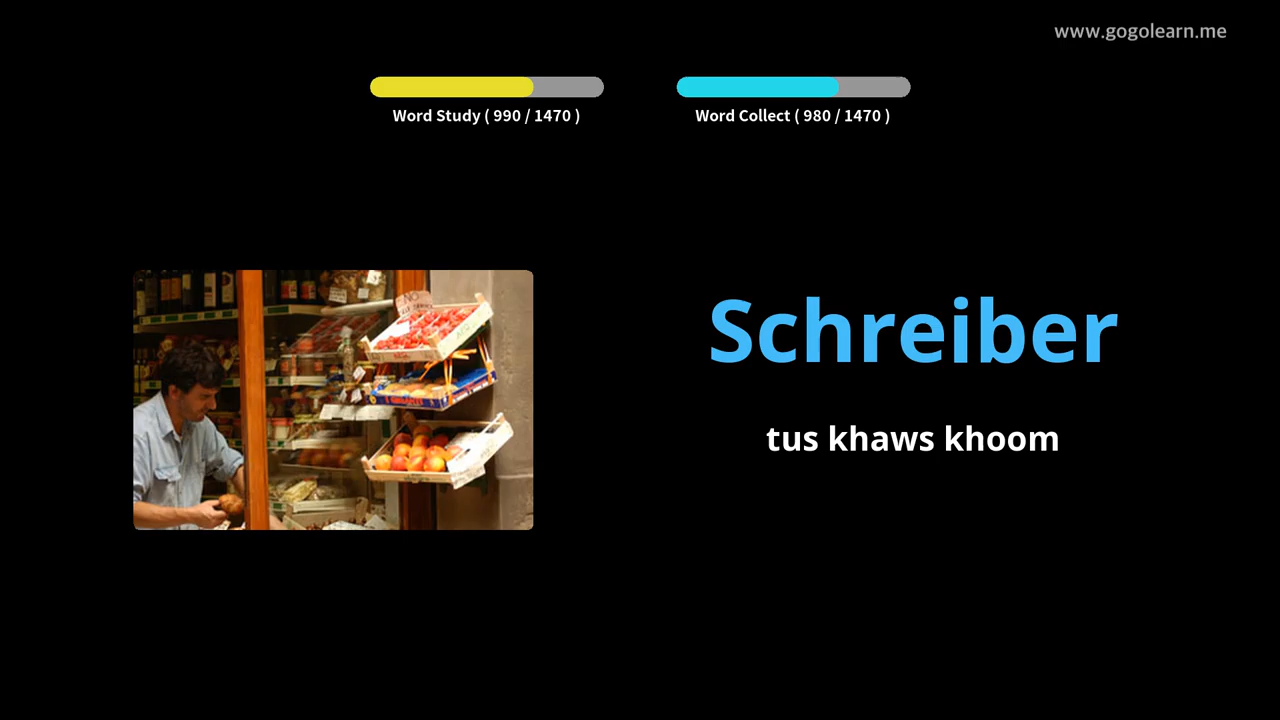 www.gogolearn.me
Word Study ( 990 / 1470 )
Word Collect ( 980 / 1470 )
Schreiber
tus khaws khoom